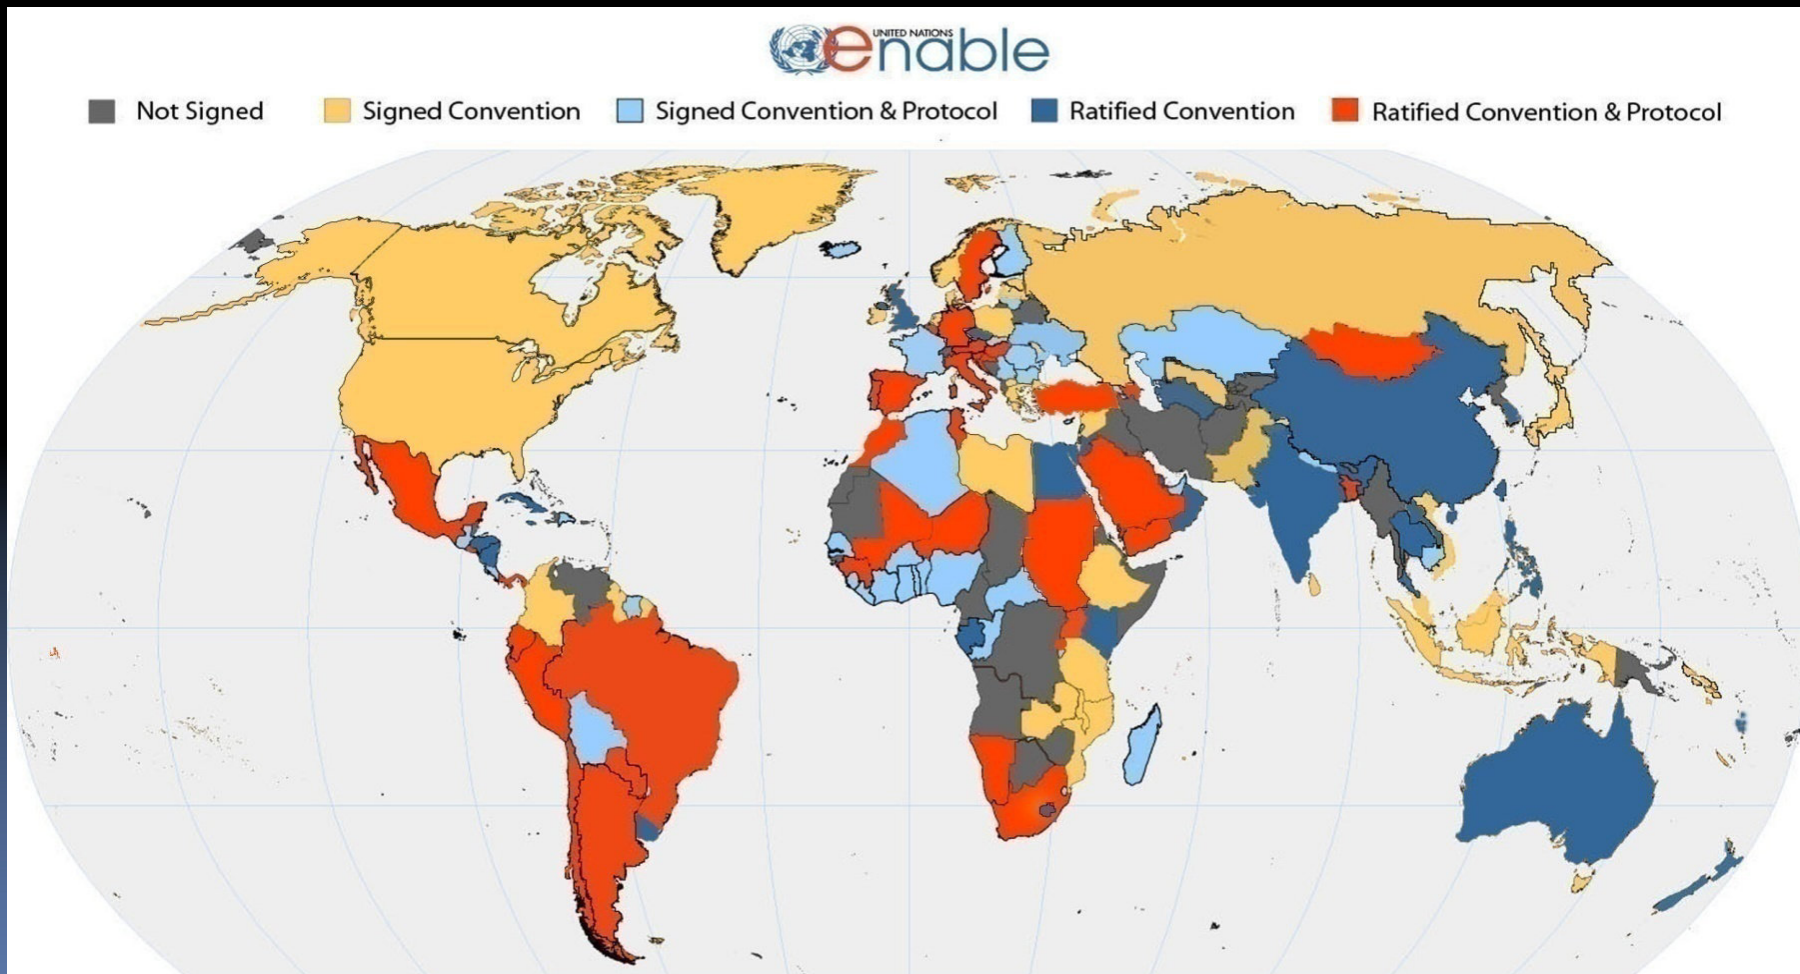 UNITED NATIONS
enable
Not Signed
Signed Convention
Signed Convention & Protocol
Ratified Convention
Ratified Convention & Protocol